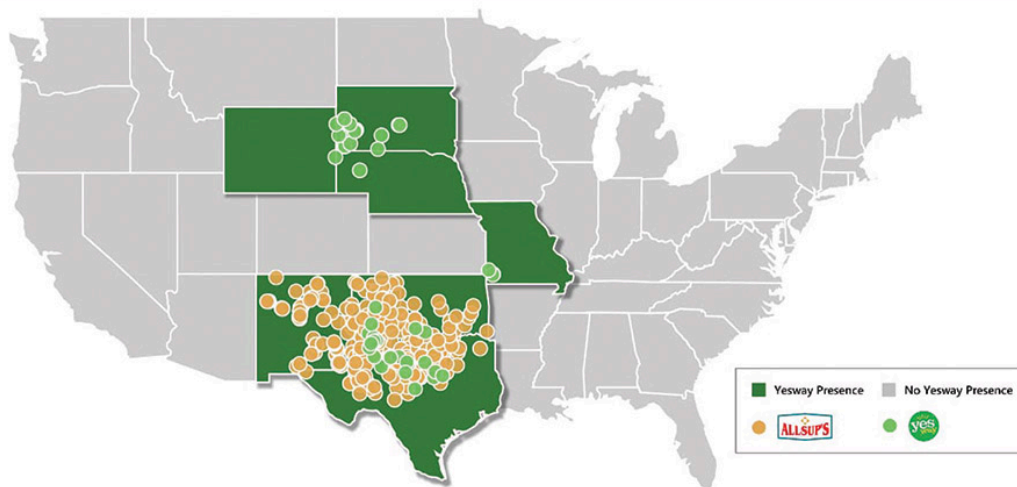 Yesway Presence
No Yesway Presence
ALLSUP'S
yes
way